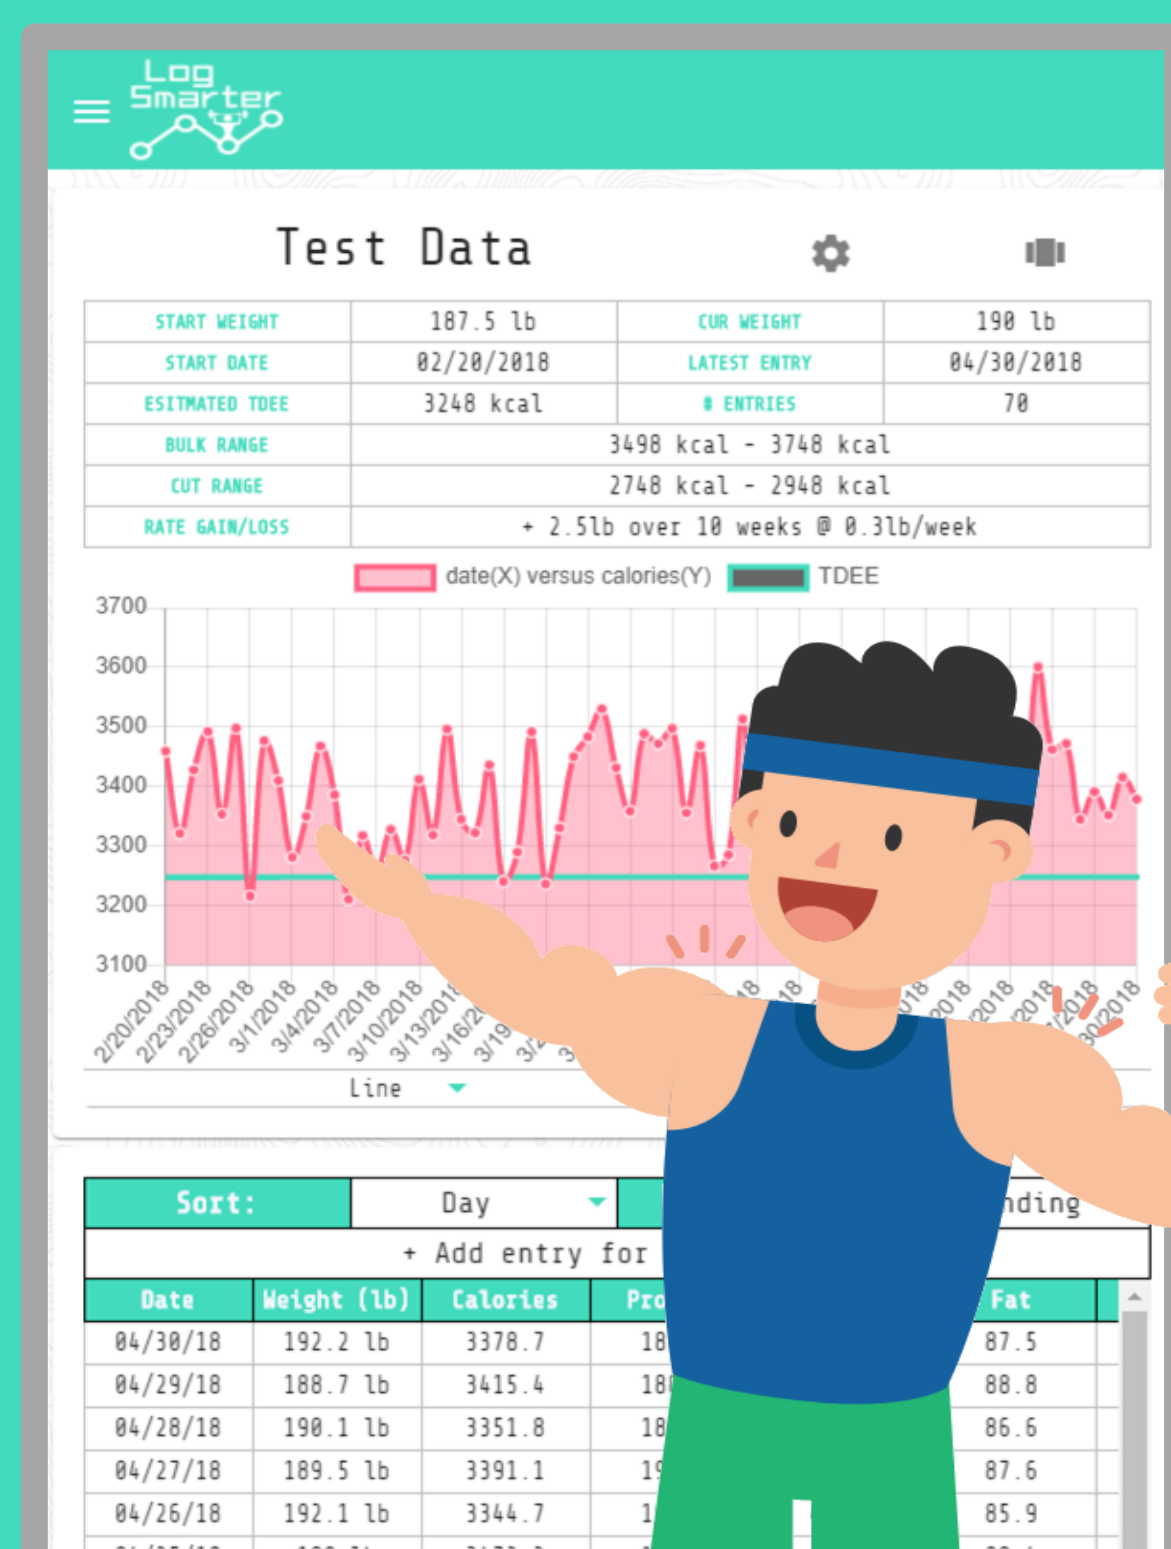 Log
Smarter
Test Data
START WEIGHT 187.5 lb CUR WEIGHT 190 lb
START DATE 02/20/2018 LATEST ENTRY 04/30/2018
ESITMATED TDEE 3248 kcal # ENTRIES 70
BULK RANGE 3498 kcal - 3748 kcal
CUT RANGE 2748 kcal - 2948 kcal
RATE GAIN/LOSS + 2.5lb over 10 weeks @ 0.3lb/week
date(X) versus calories(Y) TDEE
3700
3600
3500
3400
3300
3200
3100
2/20/2018 2/23/2018 2/26/2018 3/1/2018 3/4/2018 3/7/2018 3/10/2018 3/13/2018
Line
Sort: Day
+ Add entry for
Date Weight (lb) Calories Fat
04/30/18 192.2 lb 3378.7 87.5
04/29/18 188.7 lb 3415.4 88.8
04/28/18 190.1 lb 3351.8 86.6
04/27/18 189.5 lb 3391.1 87.6
04/26/18 192.1 lb 3344.7 85.9